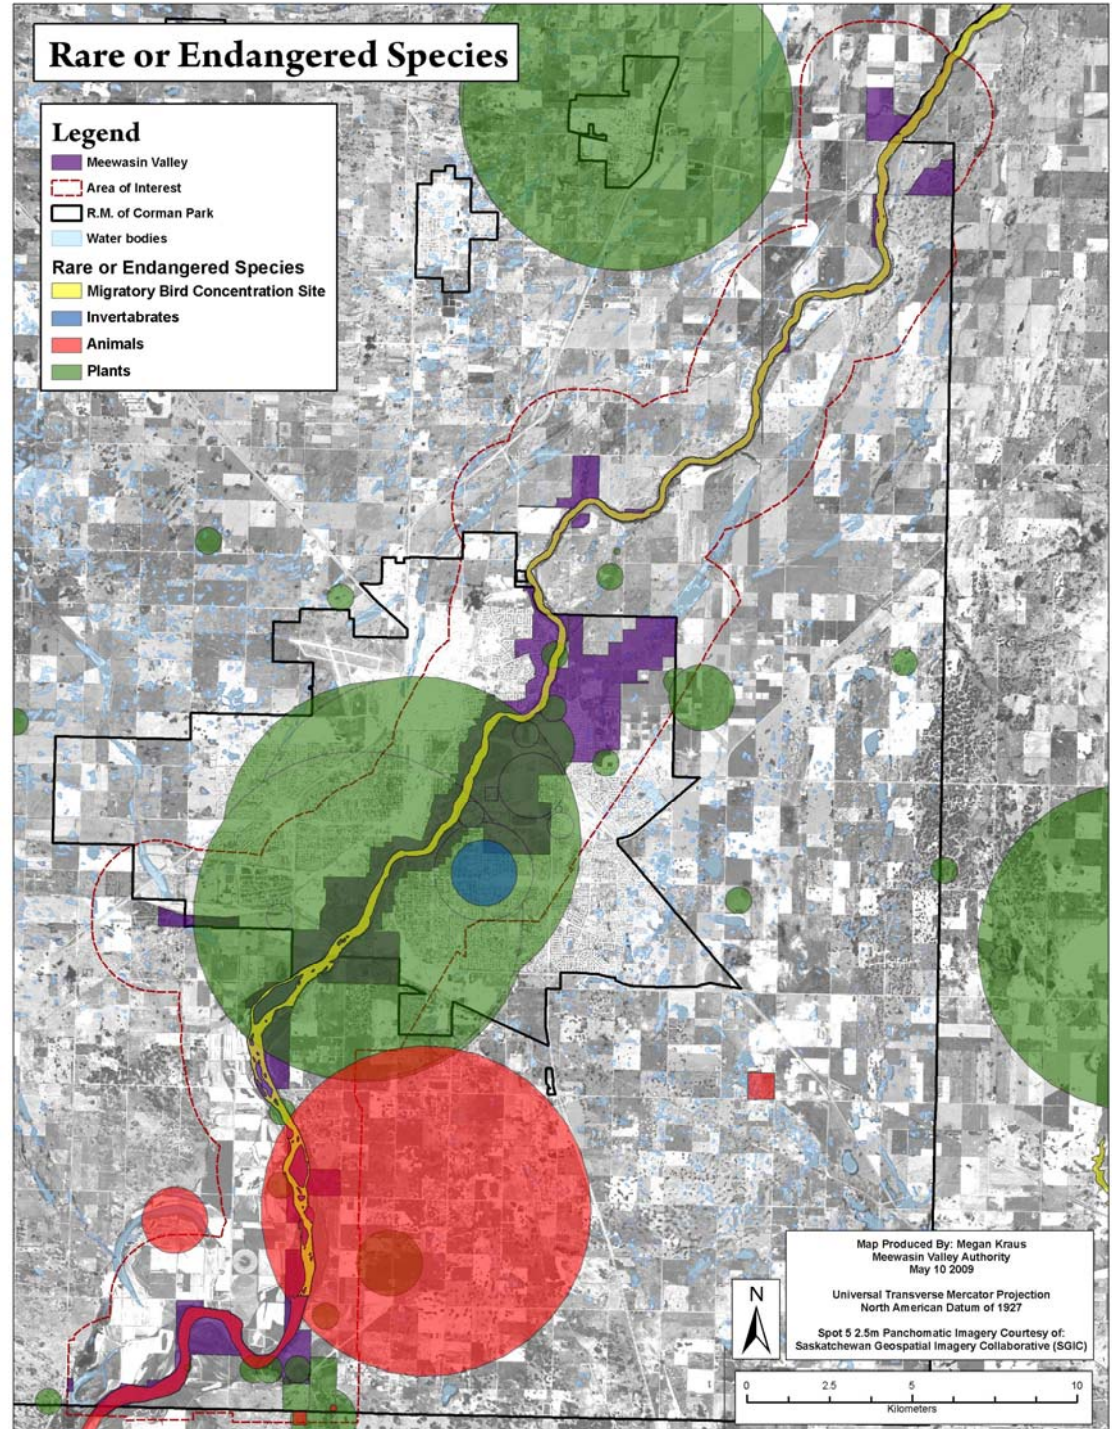 Rare or Endangered Species
Legend
Meewasin Valley
Area of Interest
R.M. of Corman Park
Water bodies
Rare or Endangered Species
Migratory Bird Concentration Site
Invertabrates
Animals
Plants
Map Produced By: Megan Kraus
Meewasin Valley Authority
May 10 2009
Universal Transverse Mercator Projection
North American Datum of 1927
Spot 5 2.5m Panchomatic Imagery Courtesy of:
Saskatchewan Geospatial Imagery Collaborative (SGIC)
N
0 2.5 5 10
Kilometers